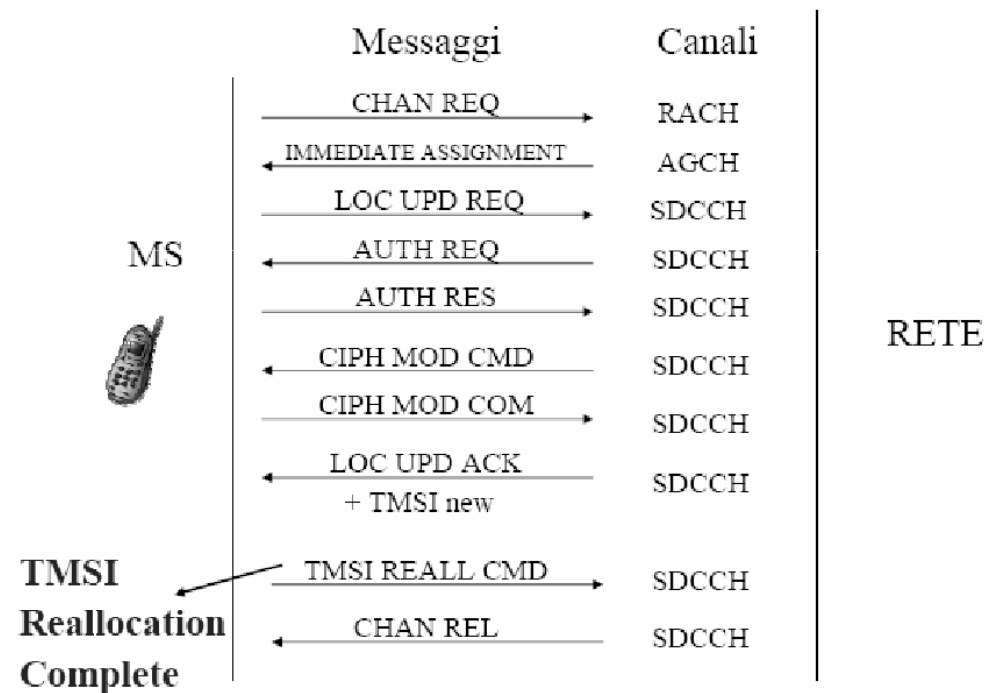 Messaggi Canali
CHAN REQ RACH
IMMEDIATE ASSIGNMENT AGCH
LOC UPD REQ SDCCH
MS AUTH REQ SDCCH
AUTH RES SDCCH
RETE
CIPH MOD CMD SDCCH
CIPH MOD COM SDCCH
LOC UPD ACK SDCCH
+ TMSI new
TMSI REALL CMD SDCCH
CHAN REL SDCCH
TMSI
Reallocation
Complete